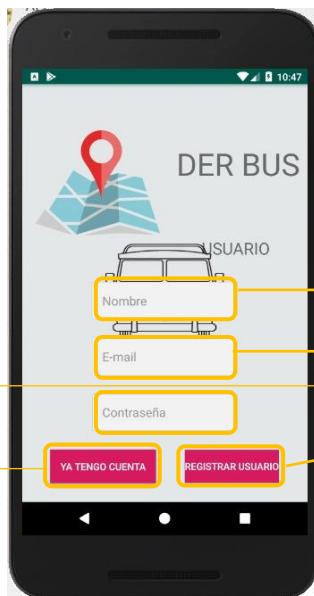 10:47
DER BUS
USUARIO
Nombre
E-mail
Contraseña
YA TENGO CUENTA
REGISTRAR USUARIO